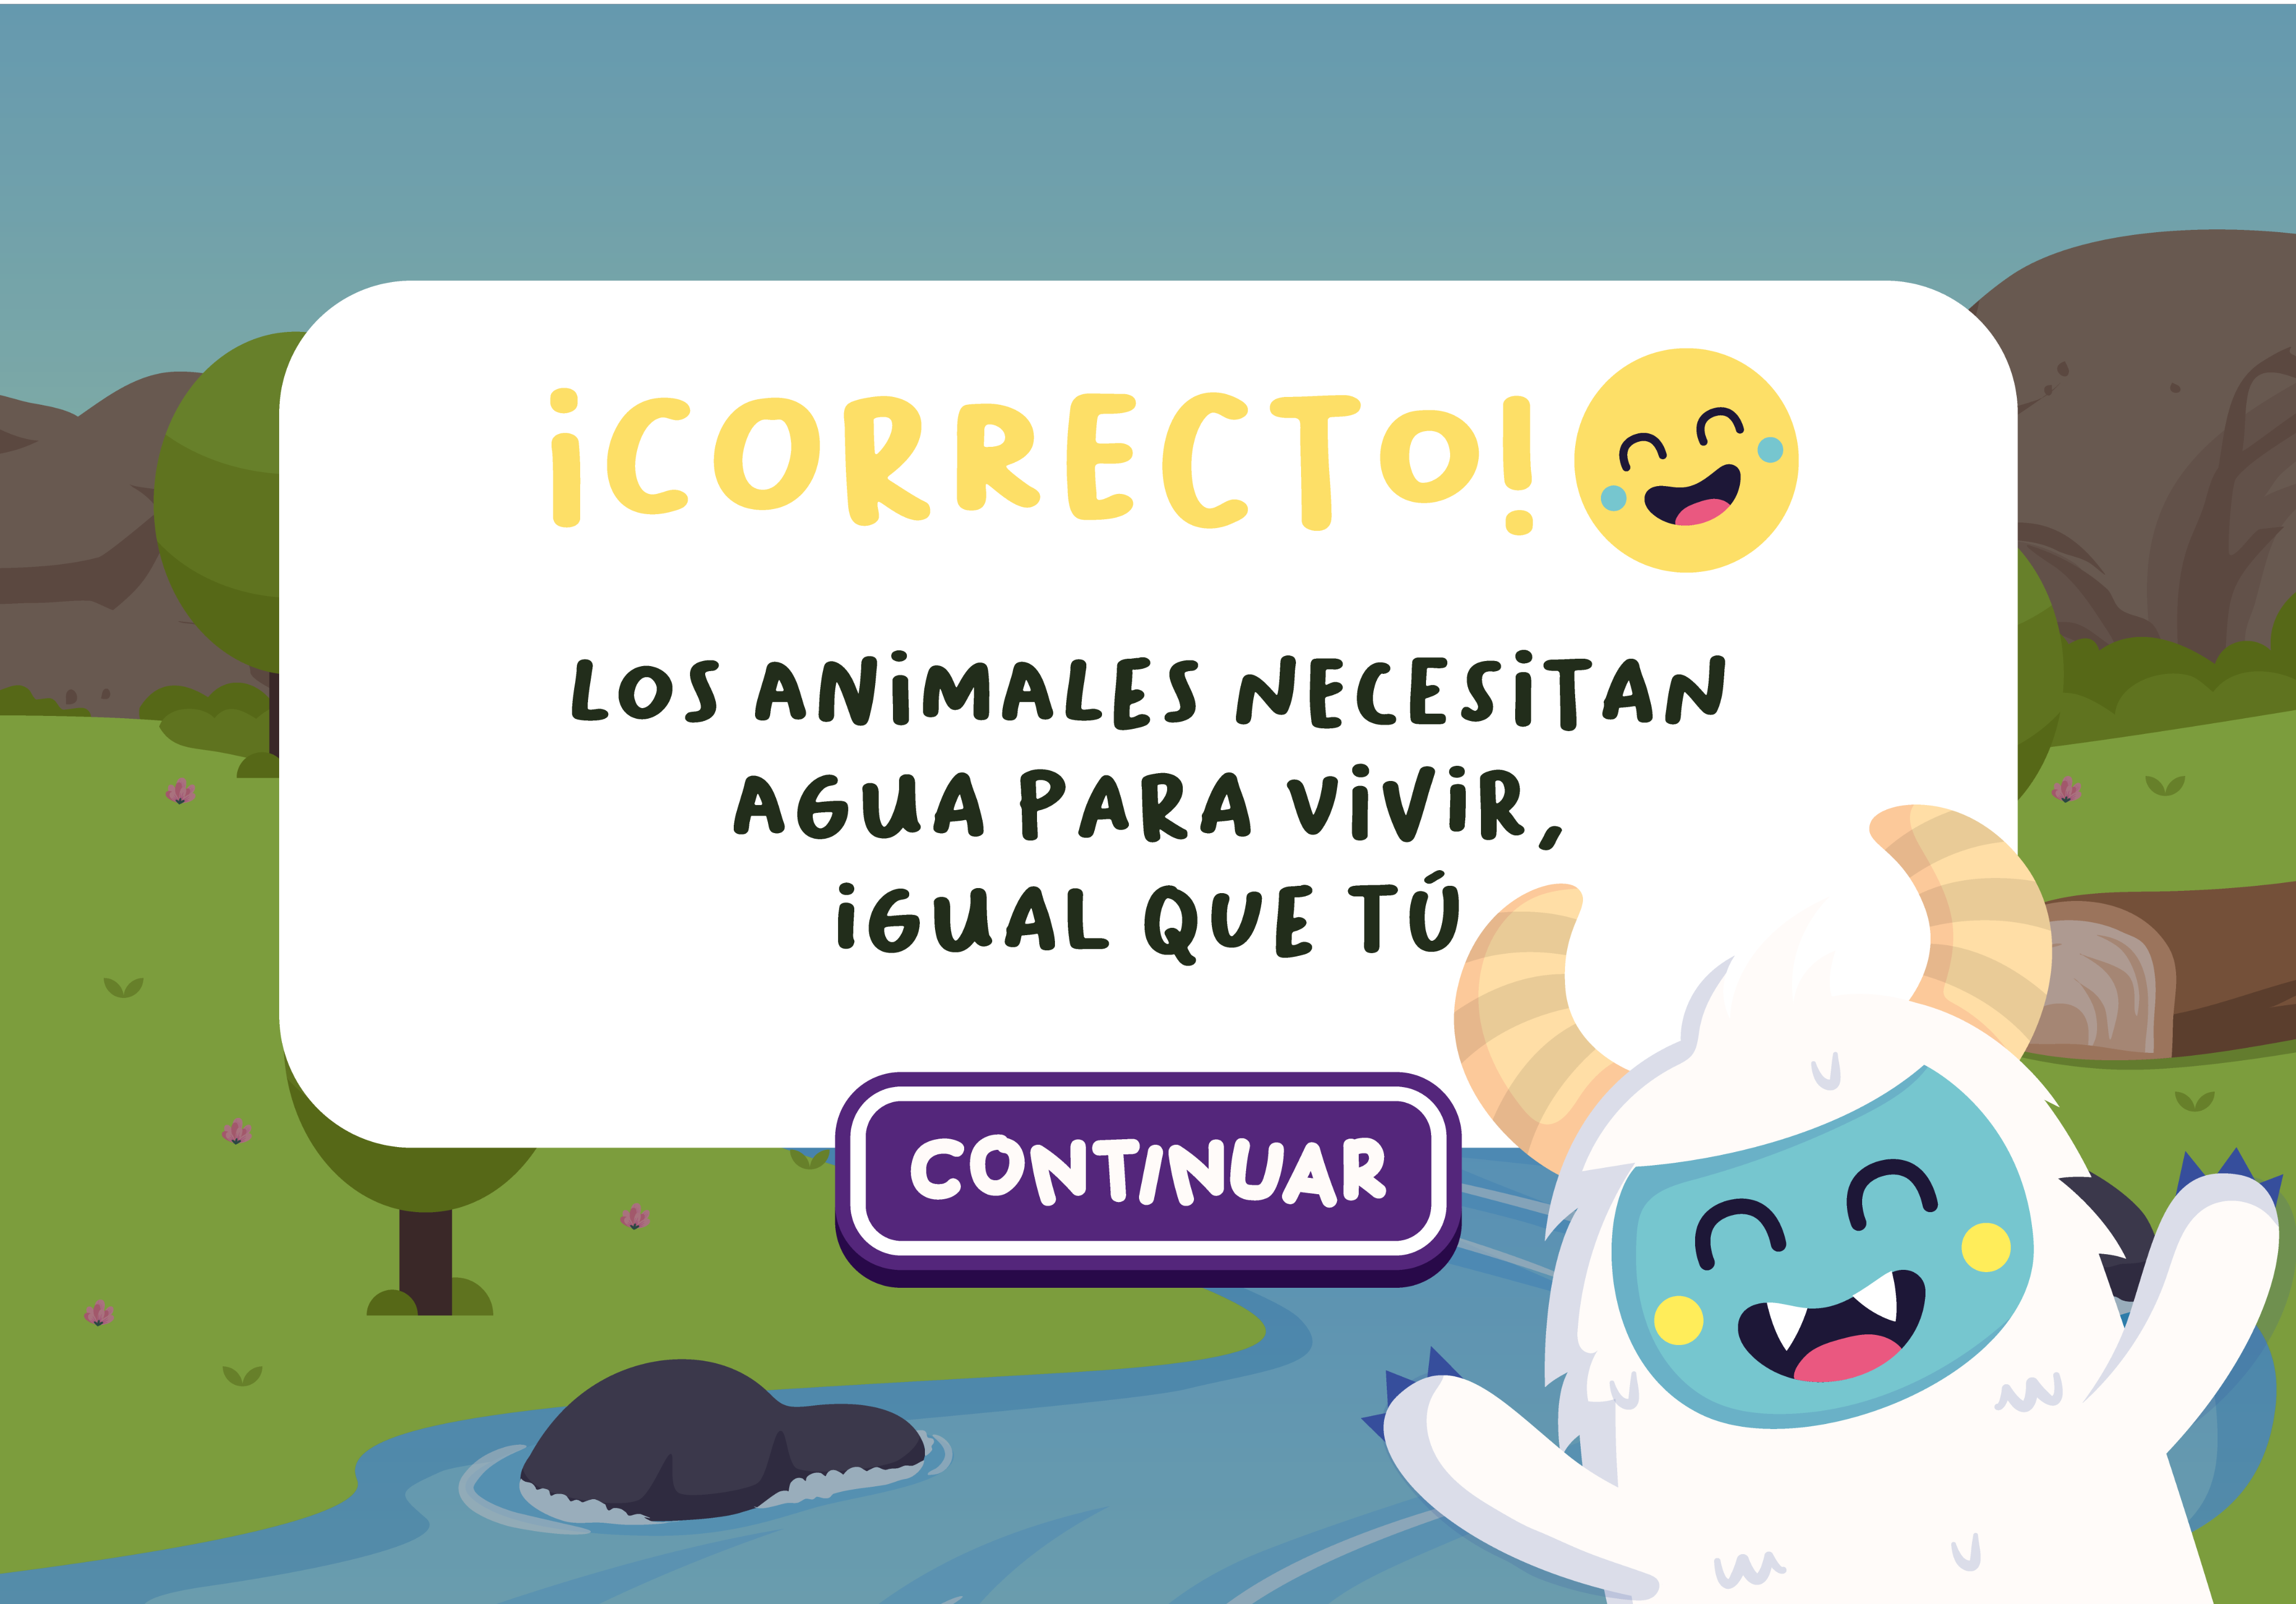 ¡CORRECTO!
LOS ANIMALES NECESITAN
AGUA PARA VIVIR,
IGUAL QUE TÚ
CONTINUAR